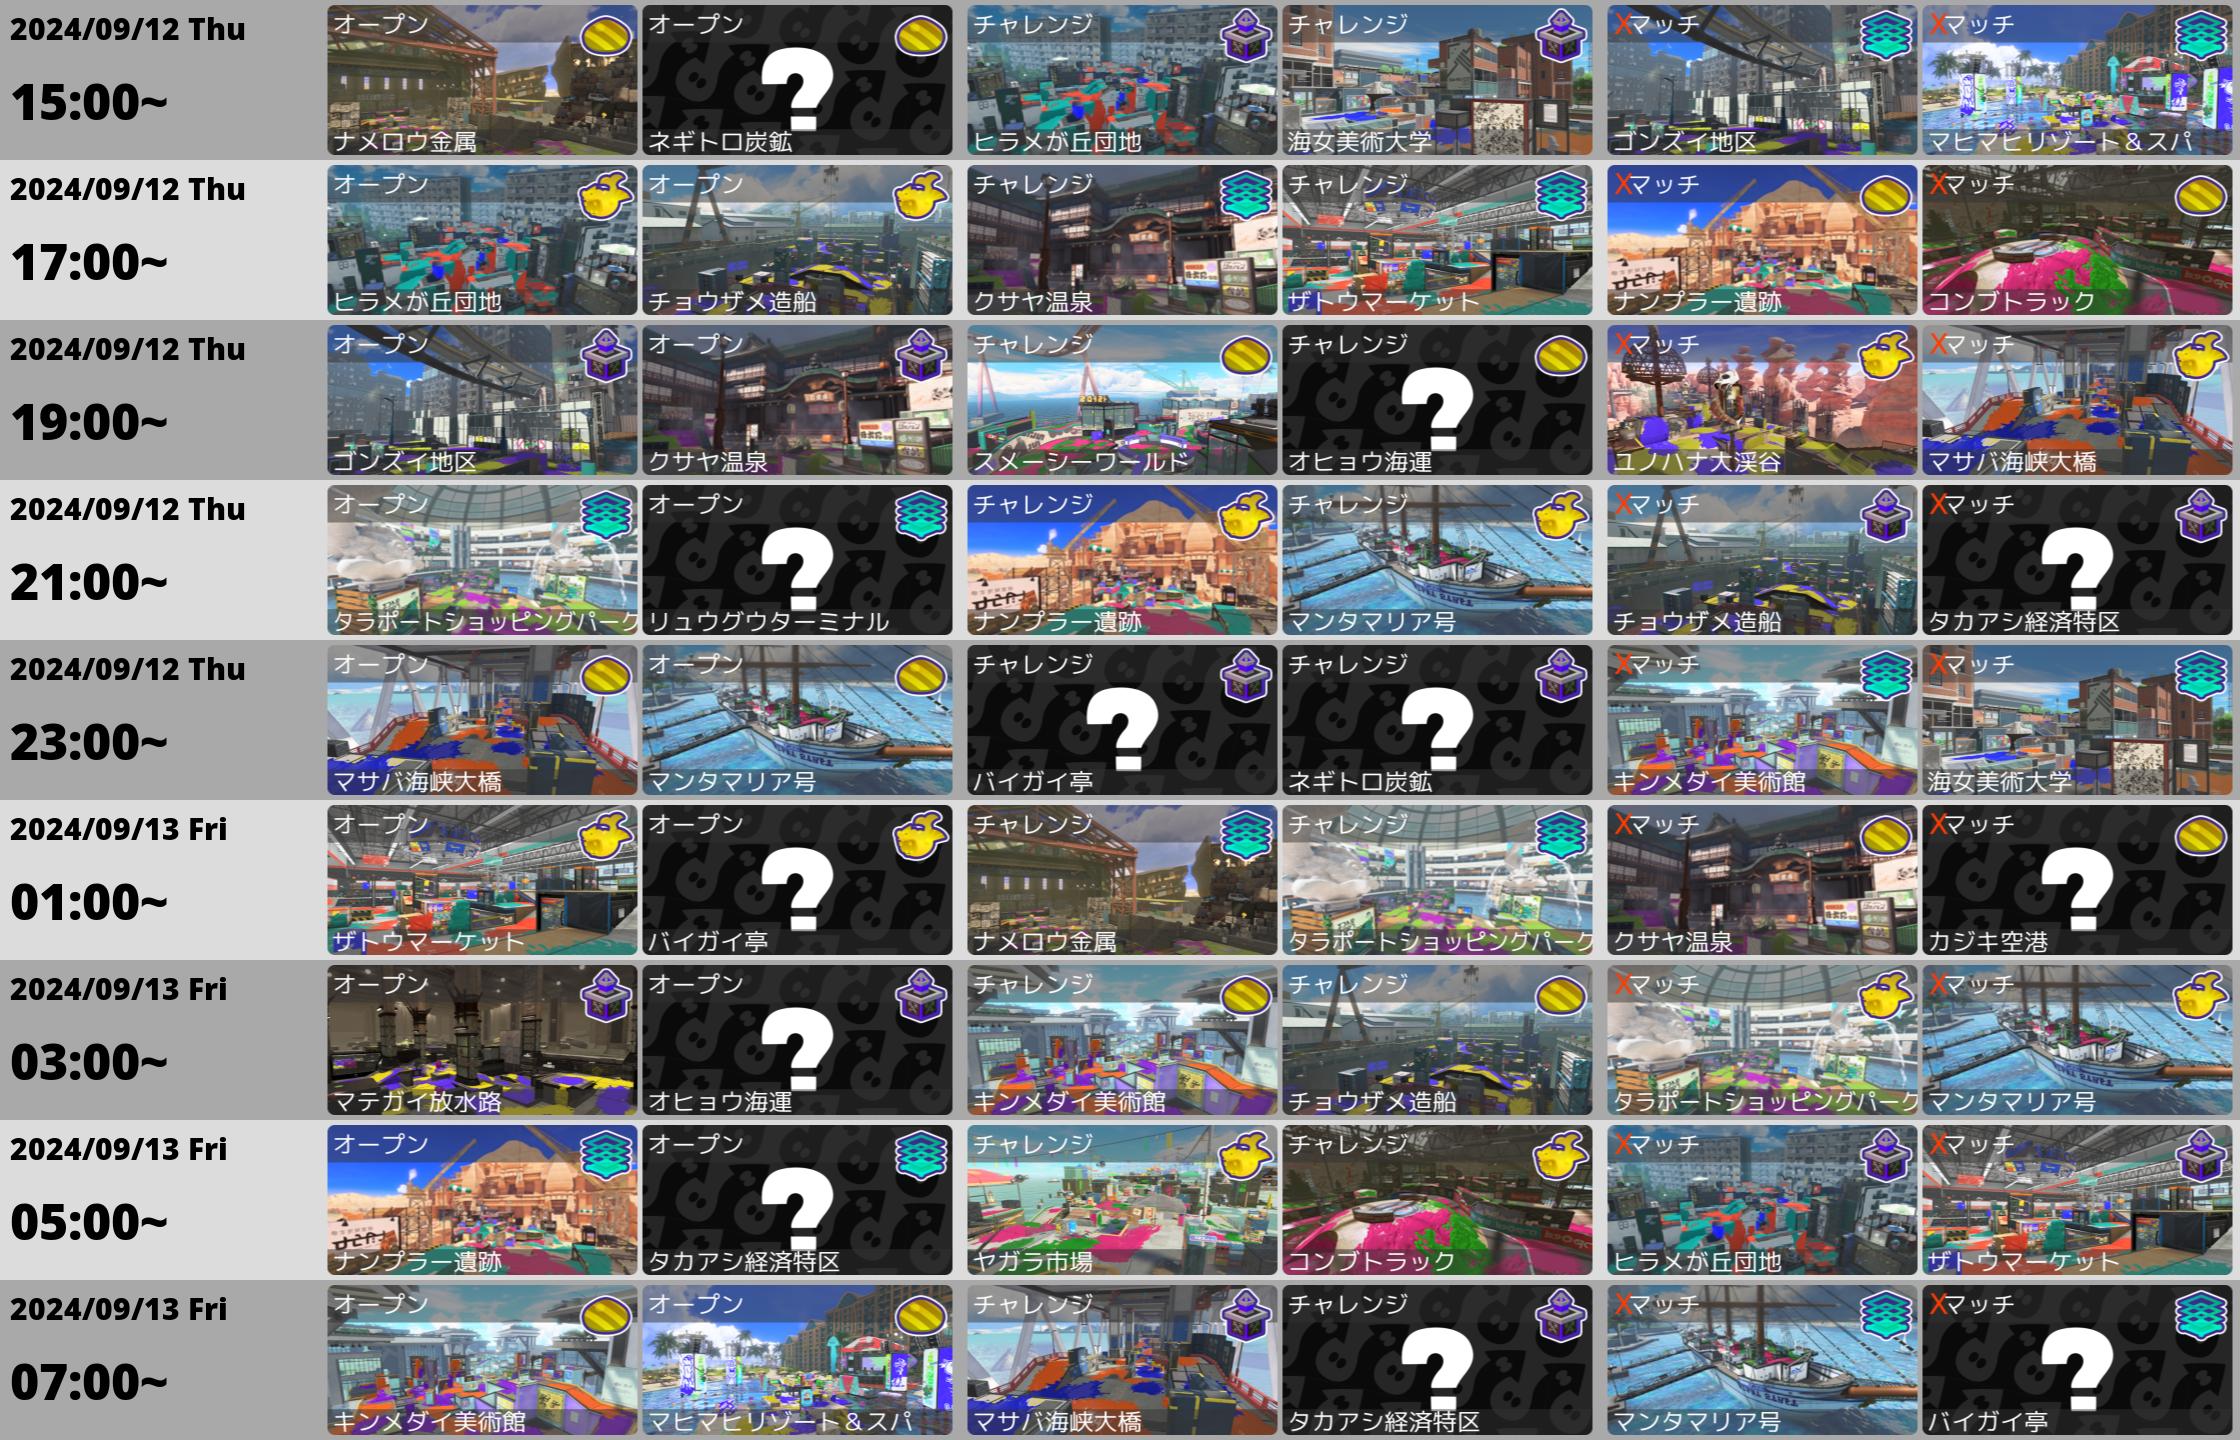 2024/09/12 Thu
15:00~
オープン
ナメロウ金属
オープン
ネギトロ炭鉱
チャレンジ
ヒラメが丘団地
チャレンジ
海女美術大学
Xマッチ
ゴンズイ地区
Xマッチ
マヒマヒリゾート＆スパ
2024/09/12 Thu
17:00~
オープン
ヒラメが丘団地
オープン
チョウザメ造船
チャレンジ
クサヤ温泉
チャレンジ
ザトウマーケット
Xマッチ
ナンプラー遺跡
Xマッチ
コンブトラック
2024/09/12 Thu
19:00~
オープン
ゴンズイ地区
オープン
クサヤ温泉
チャレンジ
スメーシーワールド
チャレンジ
オヒョウ海運
Xマッチ
ユノハナ大渓谷
Xマッチ
マサバ海峡大橋
2024/09/12 Thu
21:00~
オープン
タラポートショッピングパーク
オープン
リュウグウターミナル
チャレンジ
ナンプラー遺跡
チャレンジ
マンタマリア号
Xマッチ
チョウザメ造船
Xマッチ
タカアシ経済特区
2024/09/12 Thu
23:00~
オープン
マサバ海峡大橋
オープン
マンタマリア号
チャレンジ
バイガイ亭
チャレンジ
ネギトロ炭鉱
Xマッチ
キンメダイ美術館
Xマッチ
海女美術大学
2024/09/13 Fri
01:00~
オープン
ザトウマーケット
オープン
バイガイ亭
チャレンジ
ナメロウ金属
チャレンジ
タラポートショッピングパーク
Xマッチ
クサヤ温泉
Xマッチ
カジキ空港
2024/09/13 Fri
03:00~
オープン
マテガイ放水路
オープン
オヒョウ海運
チャレンジ
キンメダイ美術館
チャレンジ
チョウザメ造船
Xマッチ
タラポートショッピングパーク
Xマッチ
マンタマリア号
2024/09/13 Fri
05:00~
オープン
ナンプラー遺跡
オープン
タカアシ経済特区
チャレンジ
ヤガラ市場
チャレンジ
コンブトラック
Xマッチ
ヒラメが丘団地
Xマッチ
ザトウマーケット
2024/09/13 Fri
07:00~
オープン
キンメダイ美術館
オープン
マヒマヒリゾート＆スパ
チャレンジ
マサバ海峡大橋
チャレンジ
タカアシ経済特区
Xマッチ
マンタマリア号
Xマッチ
バイガイ亭